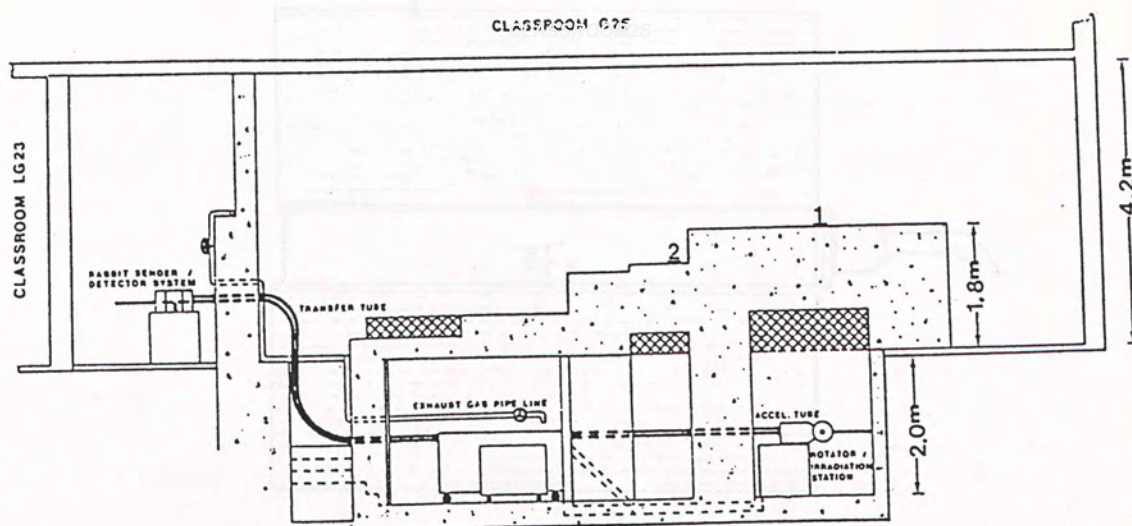 CLASSROOM G25
CLASSROOM LG23
4.2m
1
2
RABBIT SENDER /
DETECTOR SYSTEM
TRANSFER TUBE
1.8m
EXHAUST GAS PIPE LINE
ACCEL. TUBE
2.0m
ROTATOR /
IRRADIATION
STATION